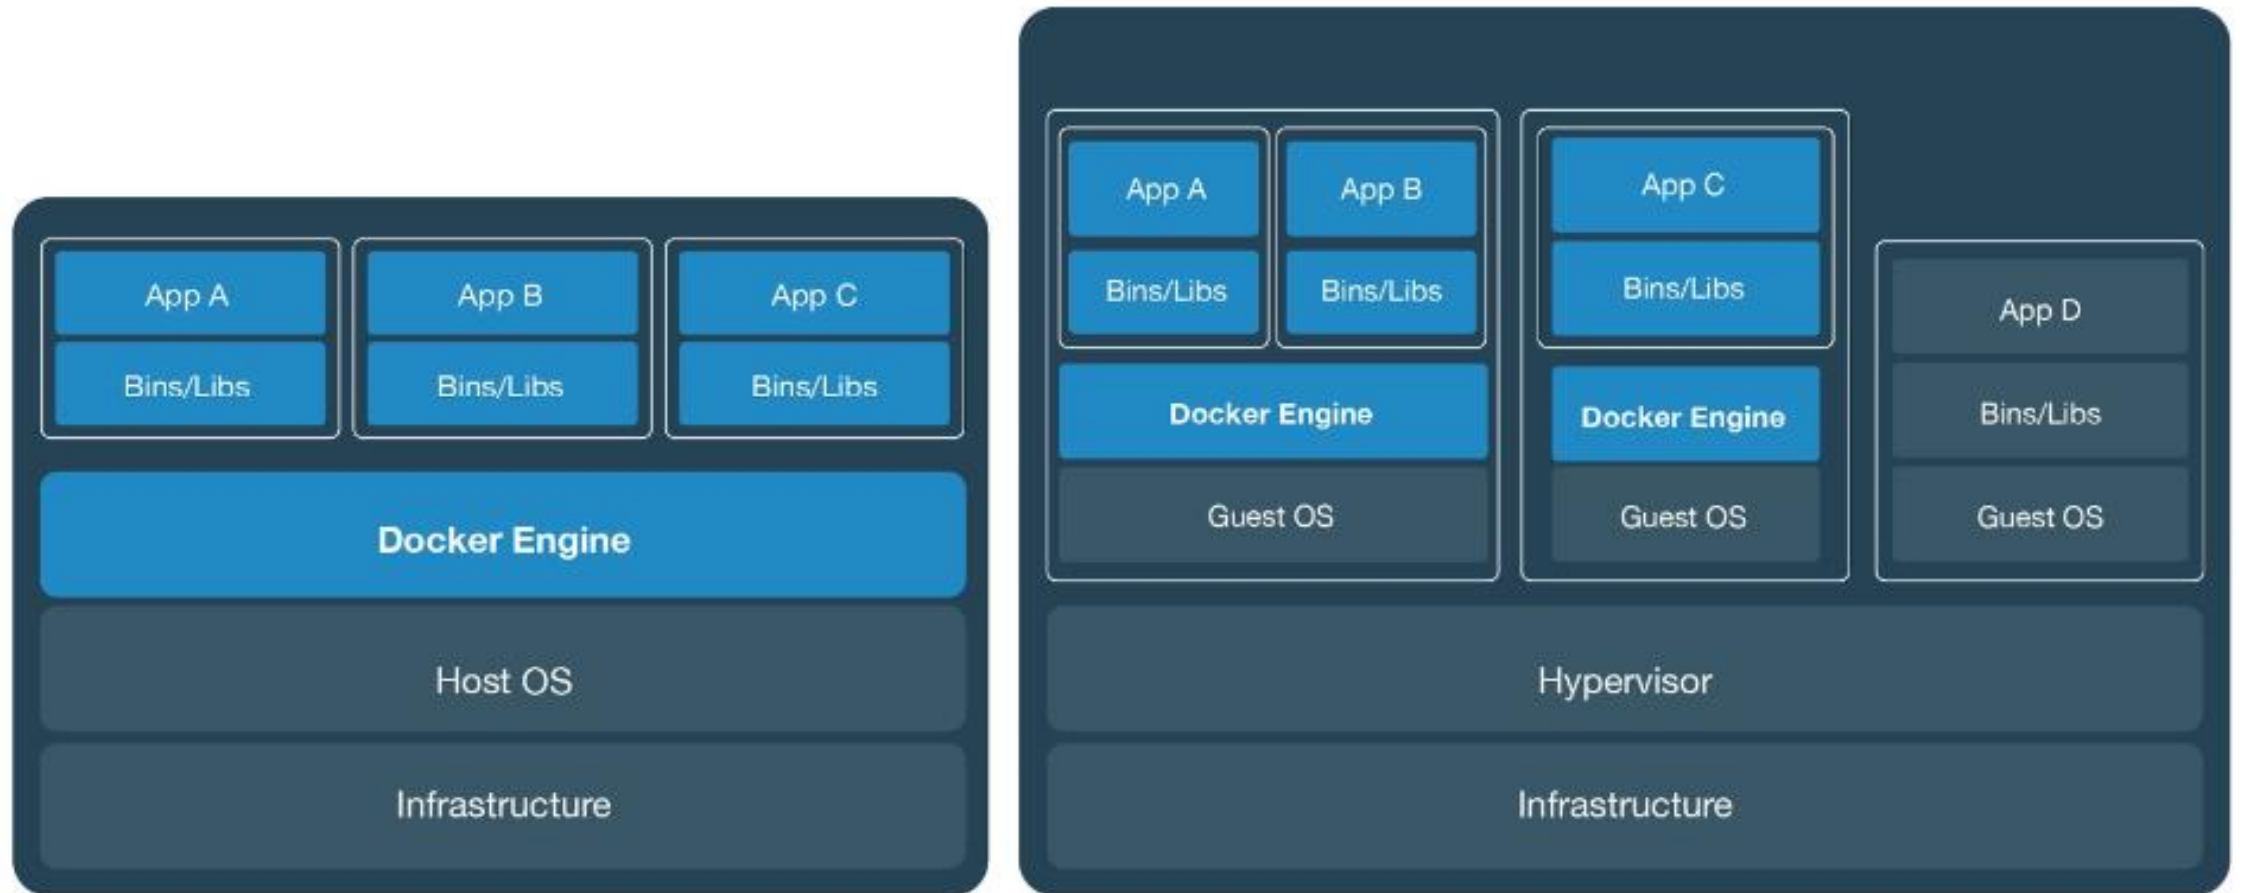 App A
Bins/Libs
App B
Bins/Libs
App C
Bins/Libs
Docker Engine
Host OS
Infrastructure
App A
Bins/Libs
App B
Bins/Libs
Docker Engine
Guest OS
App C
Bins/Libs
Docker Engine
Guest OS
App D
Bins/Libs
Guest OS
Hypervisor
Infrastructure